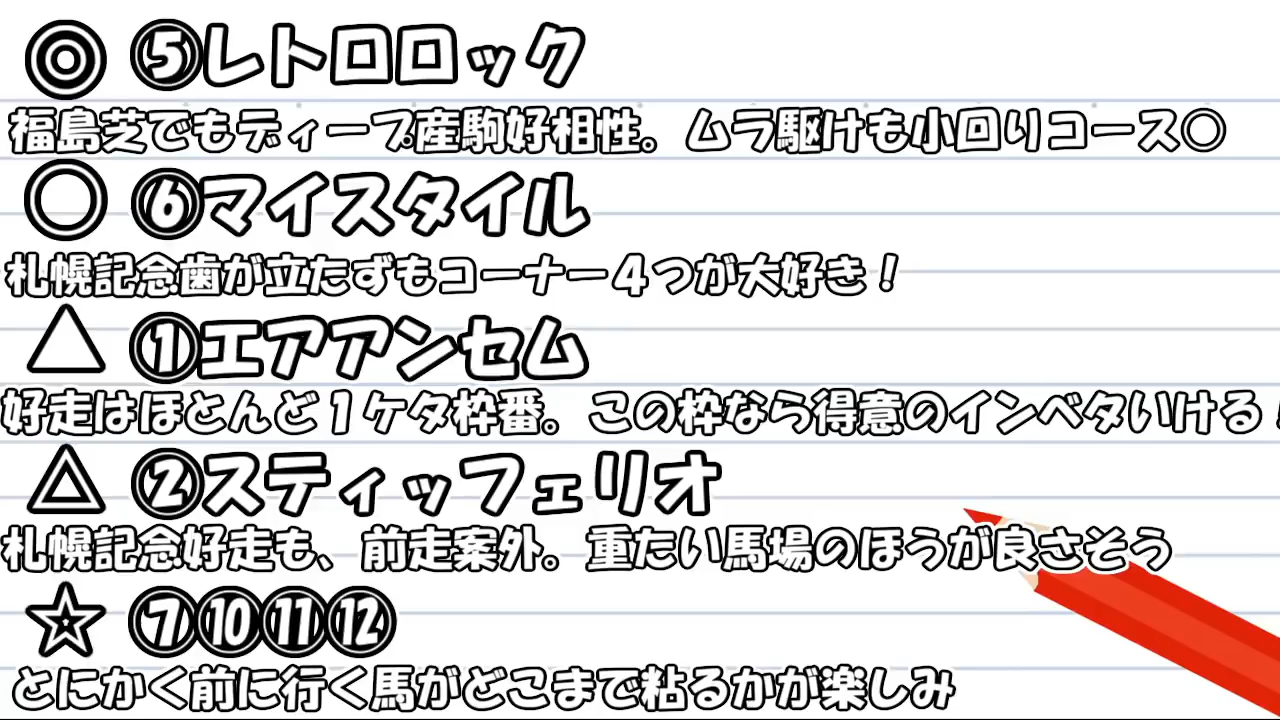 ◎ ⑤レトロロック
福島芝でもディープ産駒好相性。ムラ駆けも小回りコース○
○ ⑥マイスタイル
札幌記念歯が立たずもコーナー４つが大好き！
△ ①エアアンセム
好走はほとんど１ケタ枠番。この枠なら得意のインベタいける！
△ ②スティッフェリオ
札幌記念好走も、前走案外。重たい馬場のほうが良さそう
☆ ⑦⑩⑪⑫
とにかく前に行く馬がどこまで粘るかが楽しみ